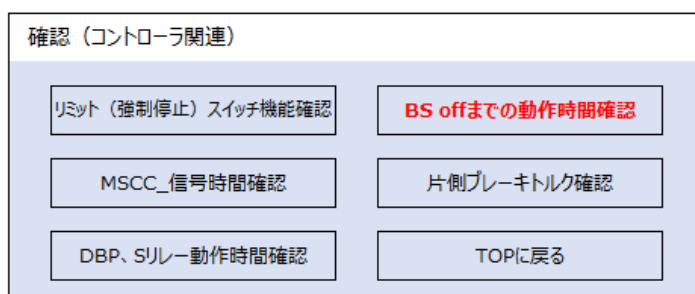 確認（コントローラ関連）
リミット（強制停止）スイッチ機能確認
BS offまでの動作時間確認
MSCC_信号時間確認
片側ブレーキトルク確認
DBP、Sリレー動作時間確認
TOPに戻る